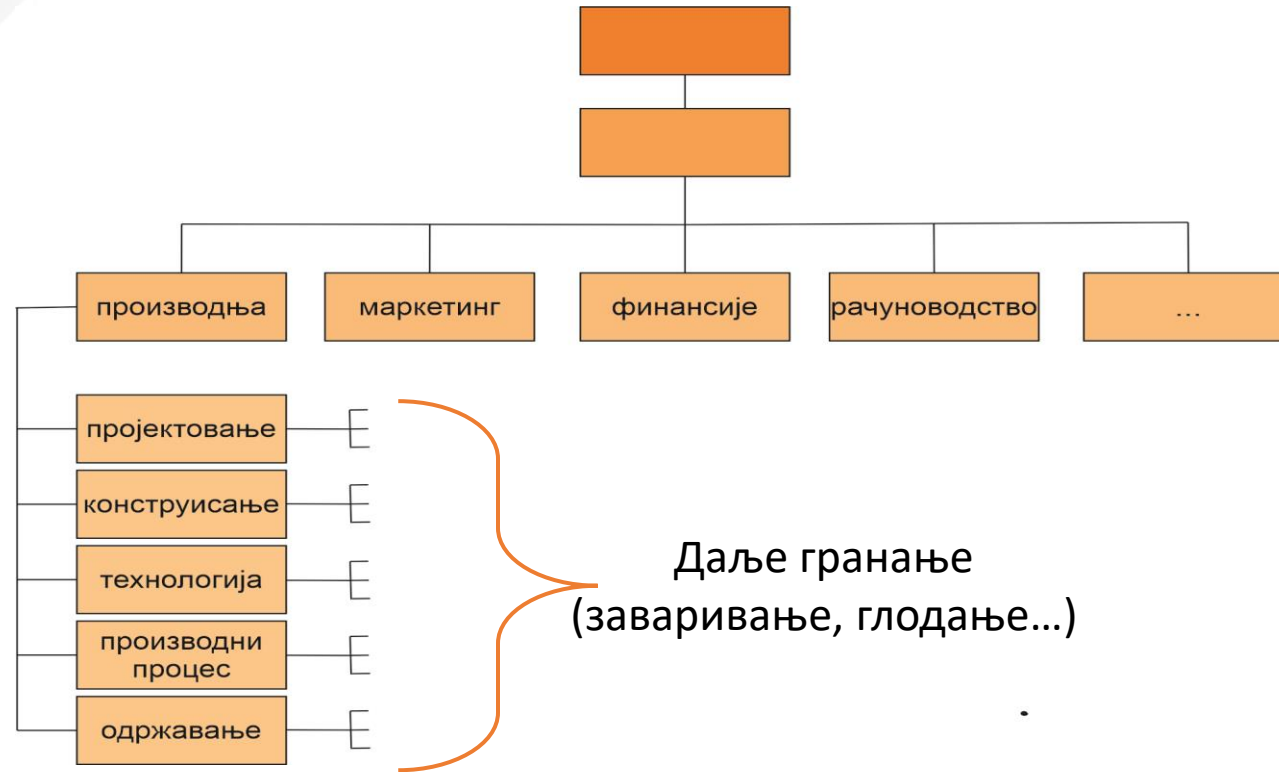 производња
маркетинг
финансије
рачуноводство
...
пројектовање
конструисање
технологија
производни
процес
одржавање
Даље гранање
(заваривање, глодање...)
.